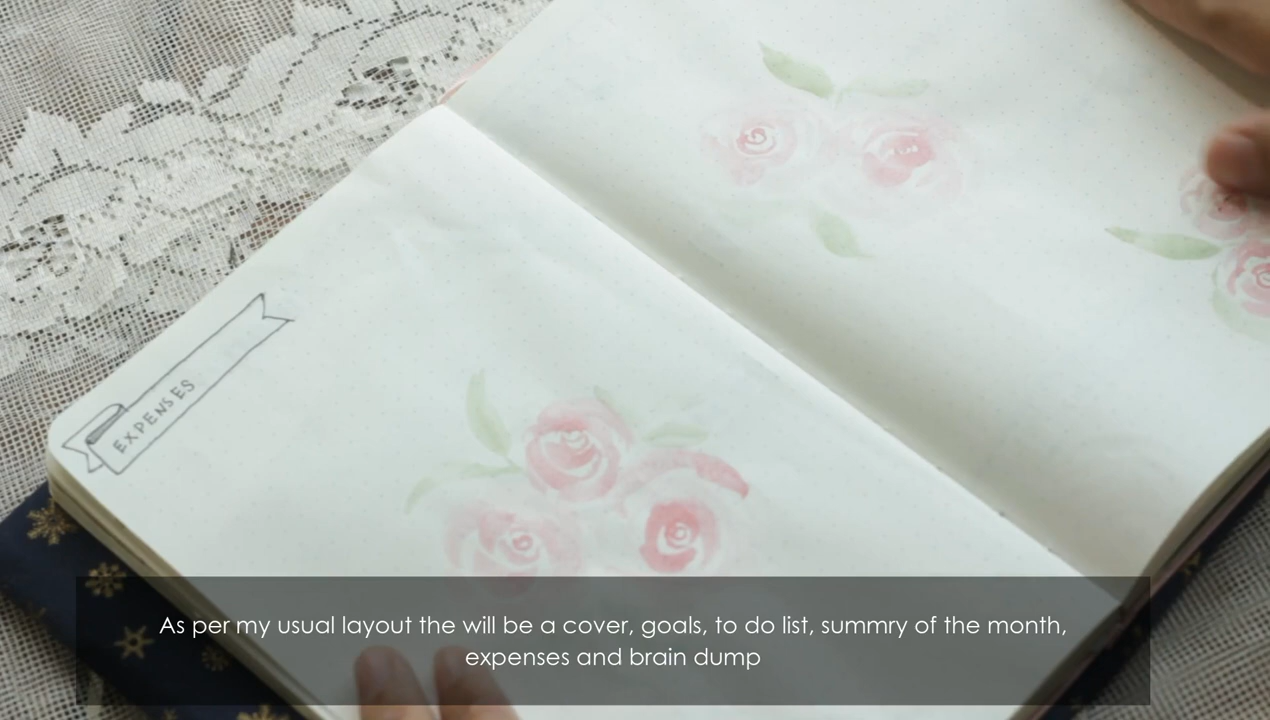 EXPENSES
As per my usual layout the will be a cover, goals, to do list, summry of the month,
expenses and brain dump